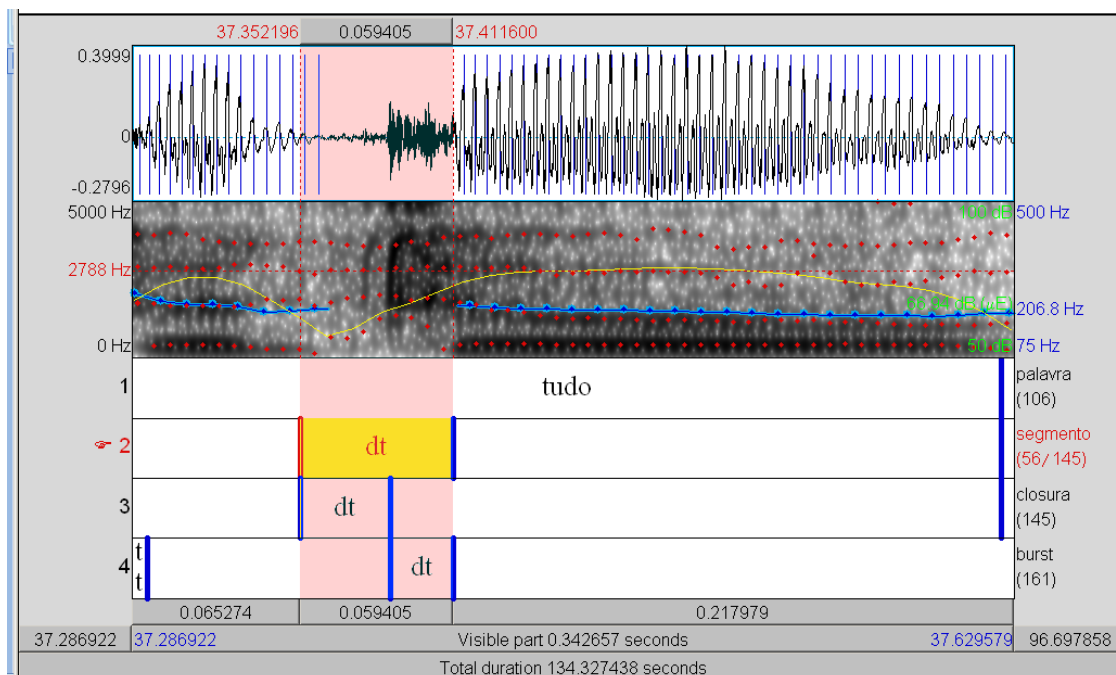 37.352196 0.059405 37.411600
0.3999
0
-0.2796
5000 Hz 100 dB 500 Hz
2788 Hz
206.8 Hz
0 Hz 50 dB 75 Hz
1 tudo palavra
(106)
2 dt segmento
(56/145)
3 dt closura
(145)
4 t
t dt burst
(161)
0.065274 0.059405 0.217979
37.286922 37.286922 Visible part 0.342657 seconds 37.629579 96.697858
Total duration 134.327438 seconds